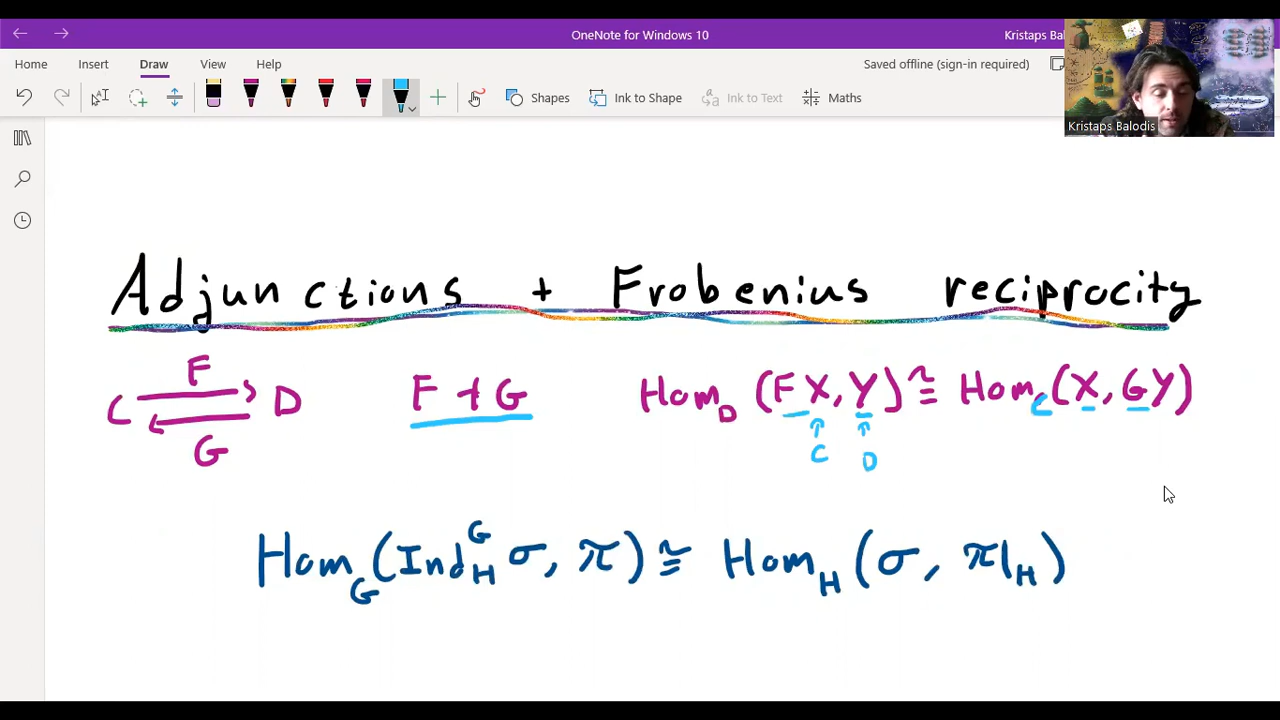 OneNote for Windows 10
Kristaps Ba
Home Insert Draw View Help
Saved offline (sign-in required)
Shapes Ink to Shape Ink to Text Maths
Kristaps Balodis
Adjunctions + Frobenius reciprocity
C F D G
F ⊣ G
Hom_D (FX, Y) ≅ Hom_C (X, GY)
C D
Hom_G (Ind_H^G σ, π) ≅ Hom_H (σ, π|_H)